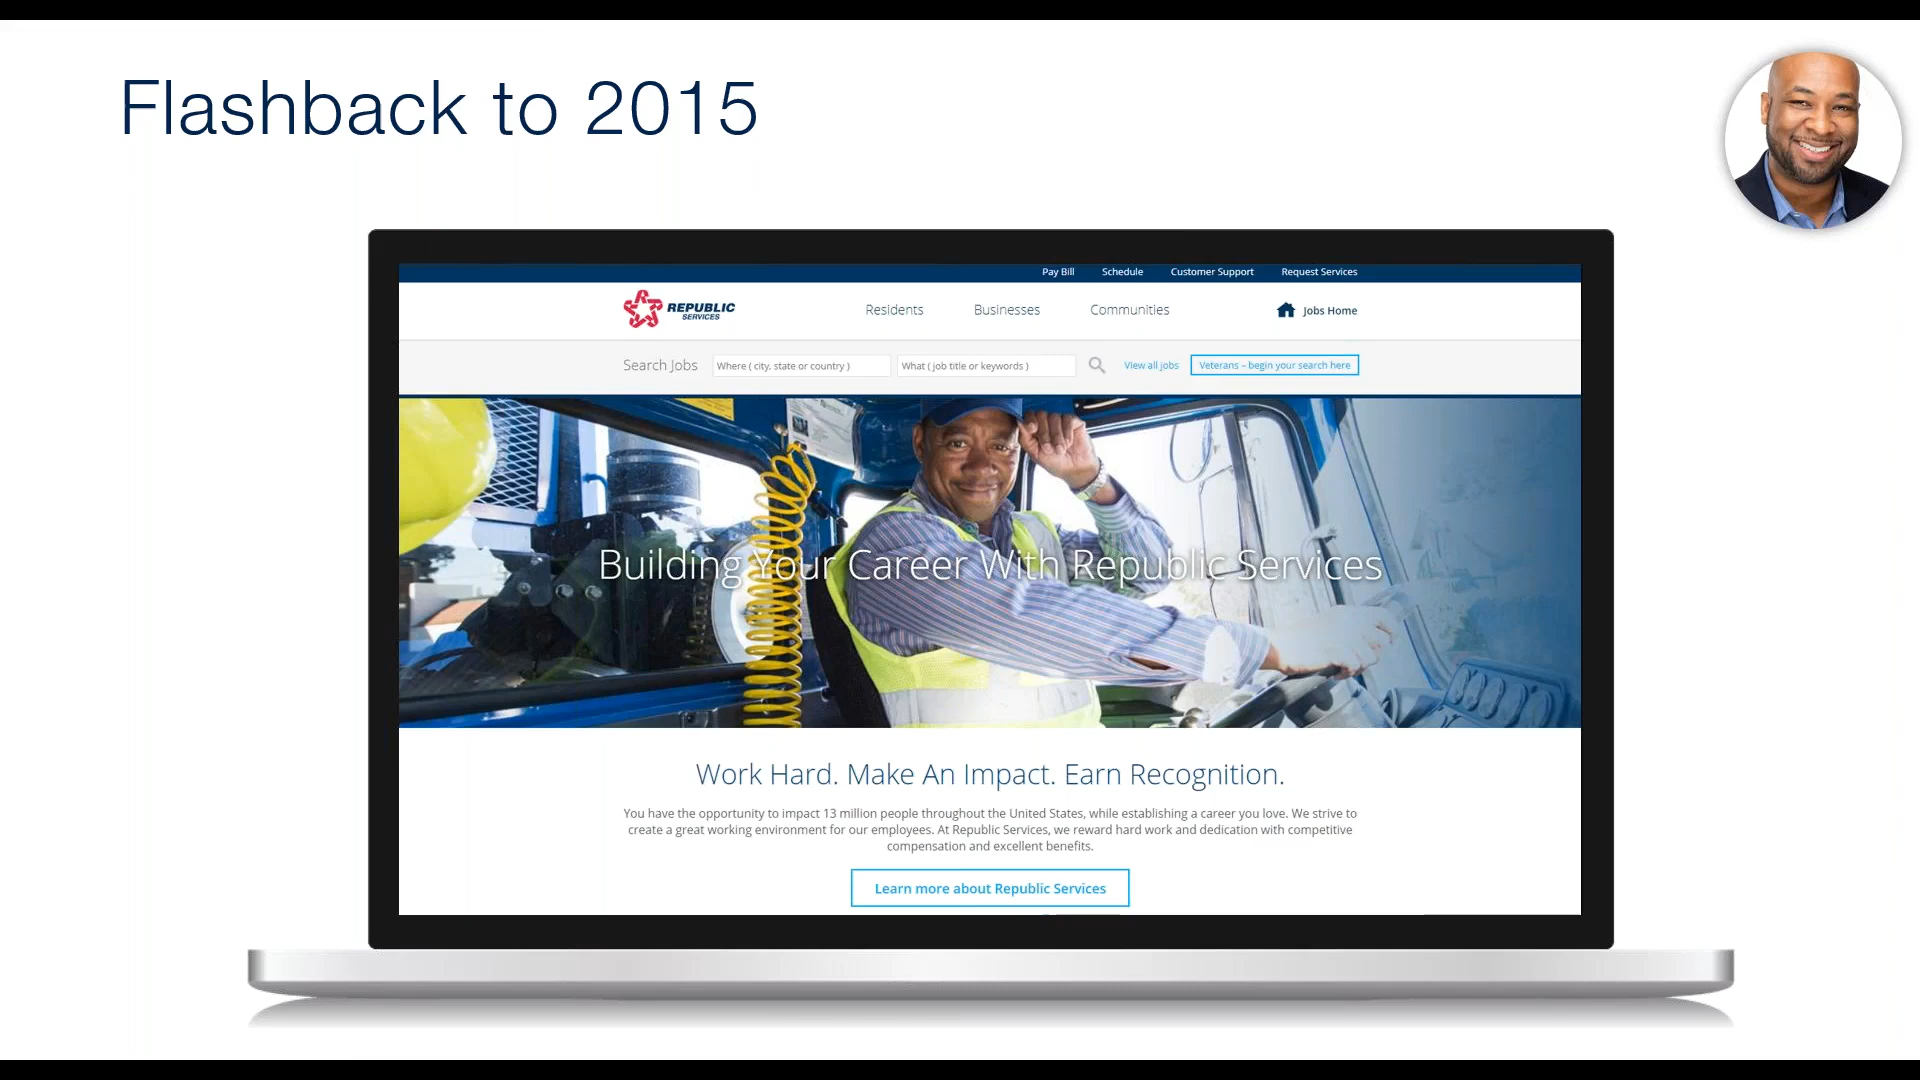 Flashback to 2015
Pay Bill Schedule Customer Support Request Services
REPUBLIC
SERVICES
Residents Businesses Communities Jobs Home
Search Jobs Where ( city, state or country ) What ( job title or keywords ) View all jobs Veterans – begin your search here
Building Your Career With Republic Services
Work Hard. Make An Impact. Earn Recognition.
You have the opportunity to impact 13 million people throughout the United States, while establishing a career you love. We strive to
create a great working environment for our employees. At Republic Services, we reward hard work and dedication with competitive
compensation and excellent benefits.
Learn more about Republic Services